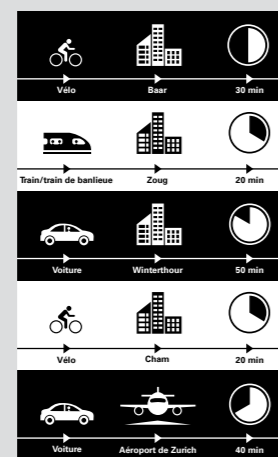 Vélo Baar 30 min
Train/train de banlieue Zoug 20 min
Voiture Winterthour 50 min
Vélo Cham 20 min
Voiture Aéroport de Zurich 40 min